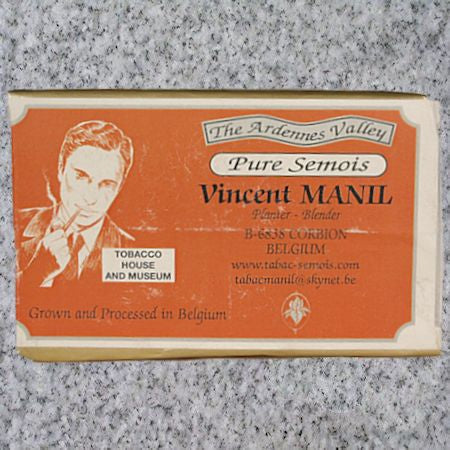 The Ardennes Valley
Pure Semois
Vincent MANIL
Planter - Blender
B-6838 CORBION
BELGIUM
www.tabac-semois.com
tabacmanil@skynet.be
TOBACCO
HOUSE
AND MUSEUM
Grown and Processed in Belgium